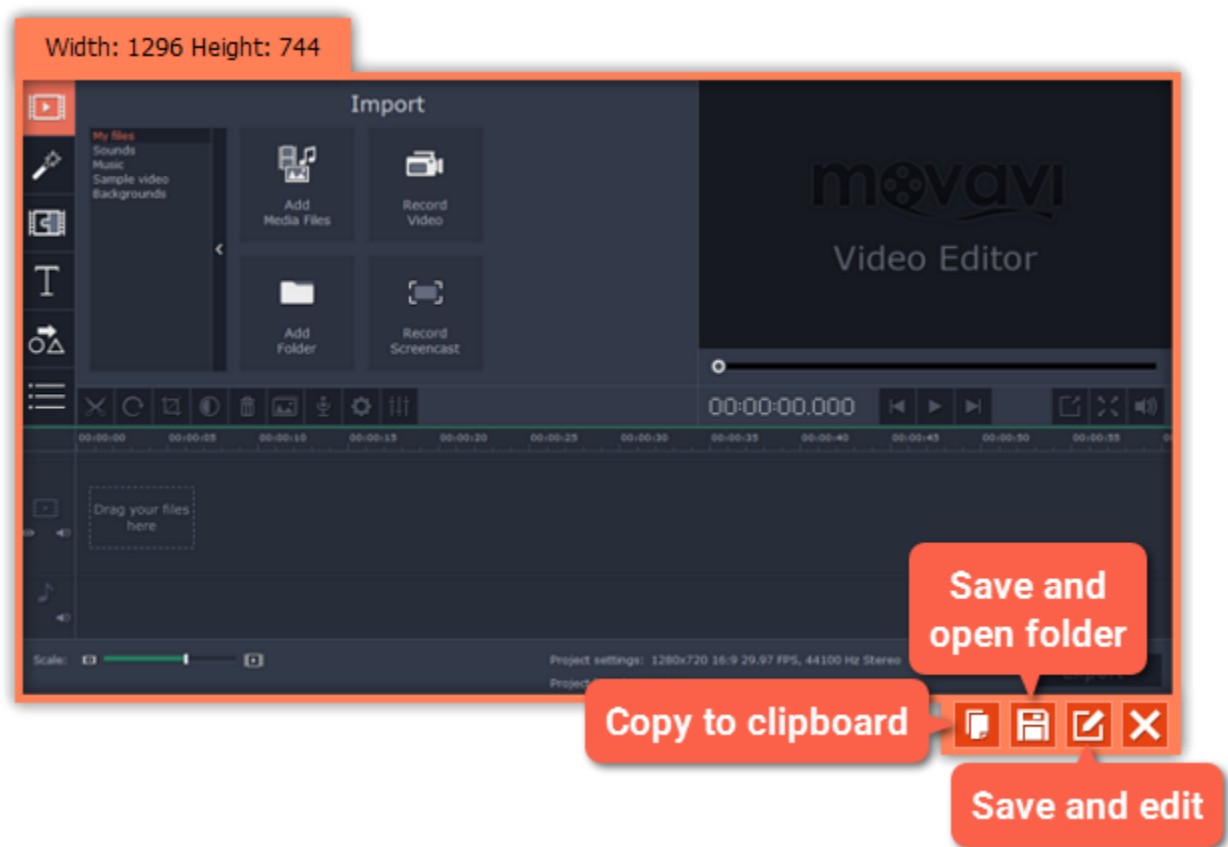 Width: 1296 Height: 744
Import
My files
Sounds
Music
Sample video
Backgrounds
Add
Media Files
Record
Video
Add
Folder
Record
Screencast
movavi
Video Editor
00:00:00.000
00:00:00 00:00:05 00:00:10 00:00:15 00:00:20 00:00:25 00:00:30 00:00:35 00:00:40 00:00:45 00:00:50 00:00:55
Drag your files
here
Scale:
Project settings: 1280x720 16:9 29.97 FPS, 44100 Hz Stereo
Project
Save and
open folder
Copy to clipboard
Save and edit